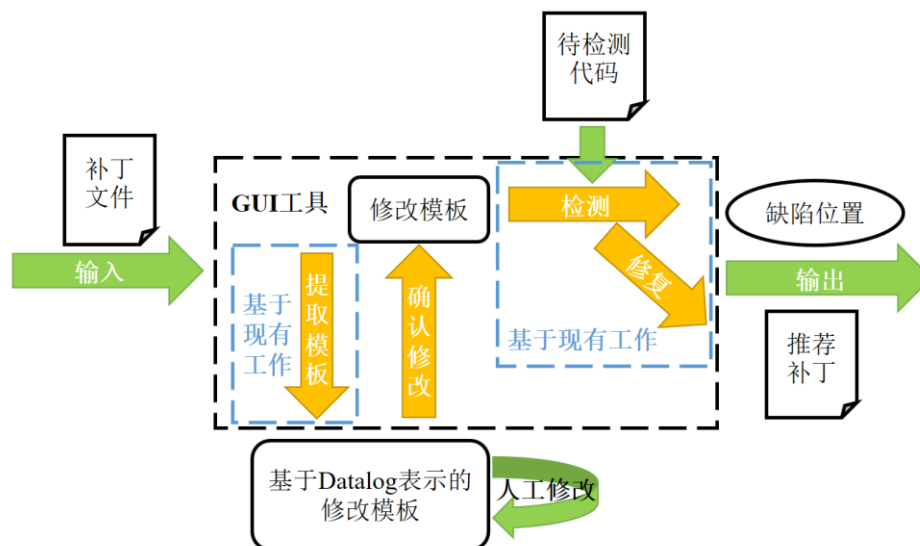 待检测
代码
补丁
文件
GUI工具
修改模板
检测
缺陷位置
输入
提取模板
确认修改
修复
输出
基于
现有
工作
基于现有工作
推荐
补丁
基于Datalog表示的
修改模板
人工修改